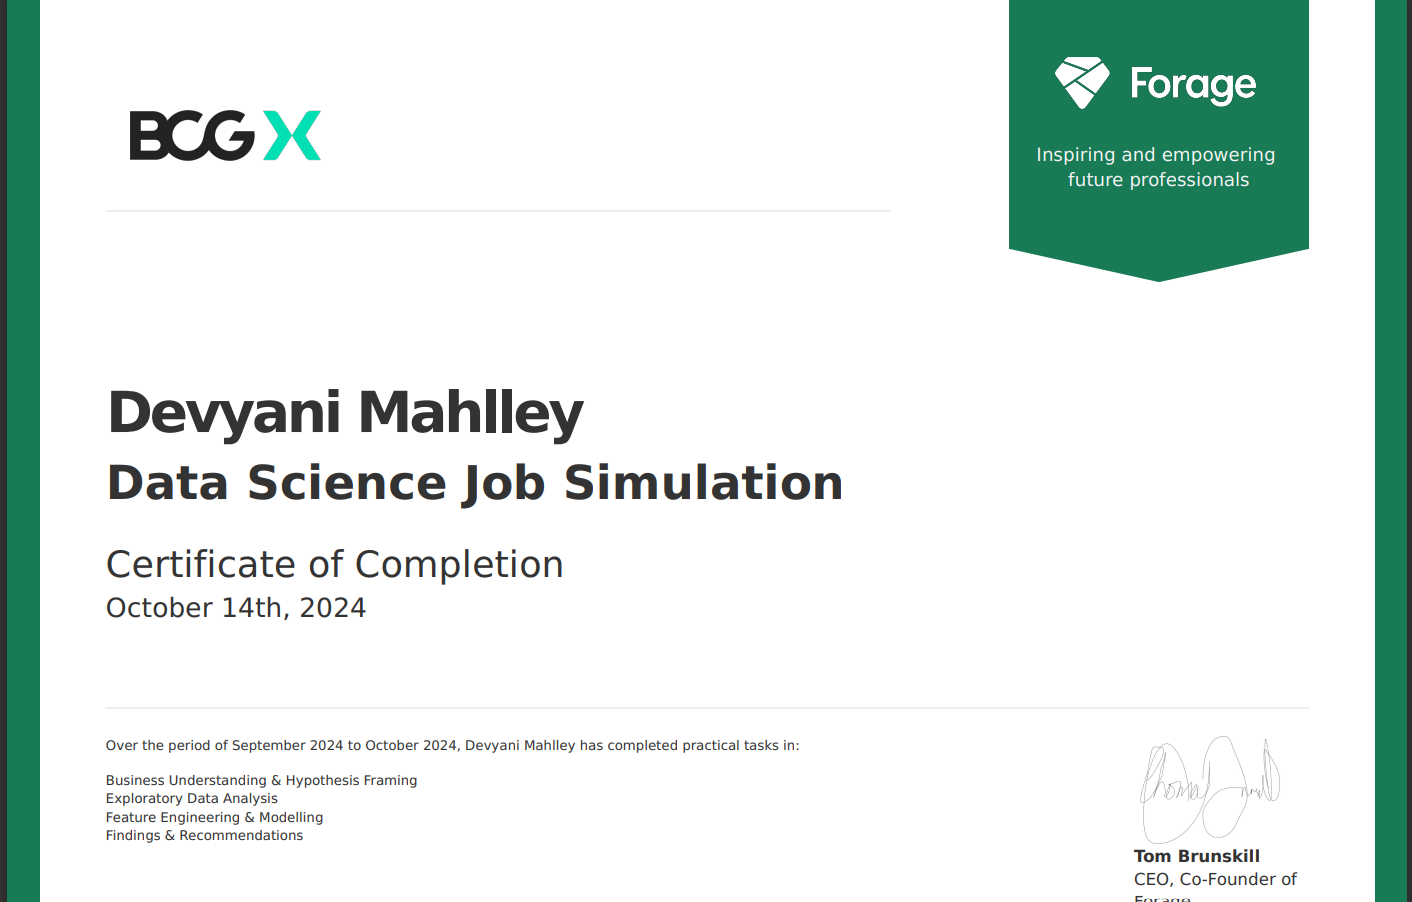 BCG X
Forage
Inspiring and empowering
future professionals
Devyani Mahlley
Data Science Job Simulation
Certificate of Completion
October 14th, 2024
Over the period of September 2024 to October 2024, Devyani Mahlley has completed practical tasks in:
Business Understanding & Hypothesis Framing
Exploratory Data Analysis
Feature Engineering & Modelling
Findings & Recommendations
Tom Brunskill
CEO, Co-Founder of
Forage